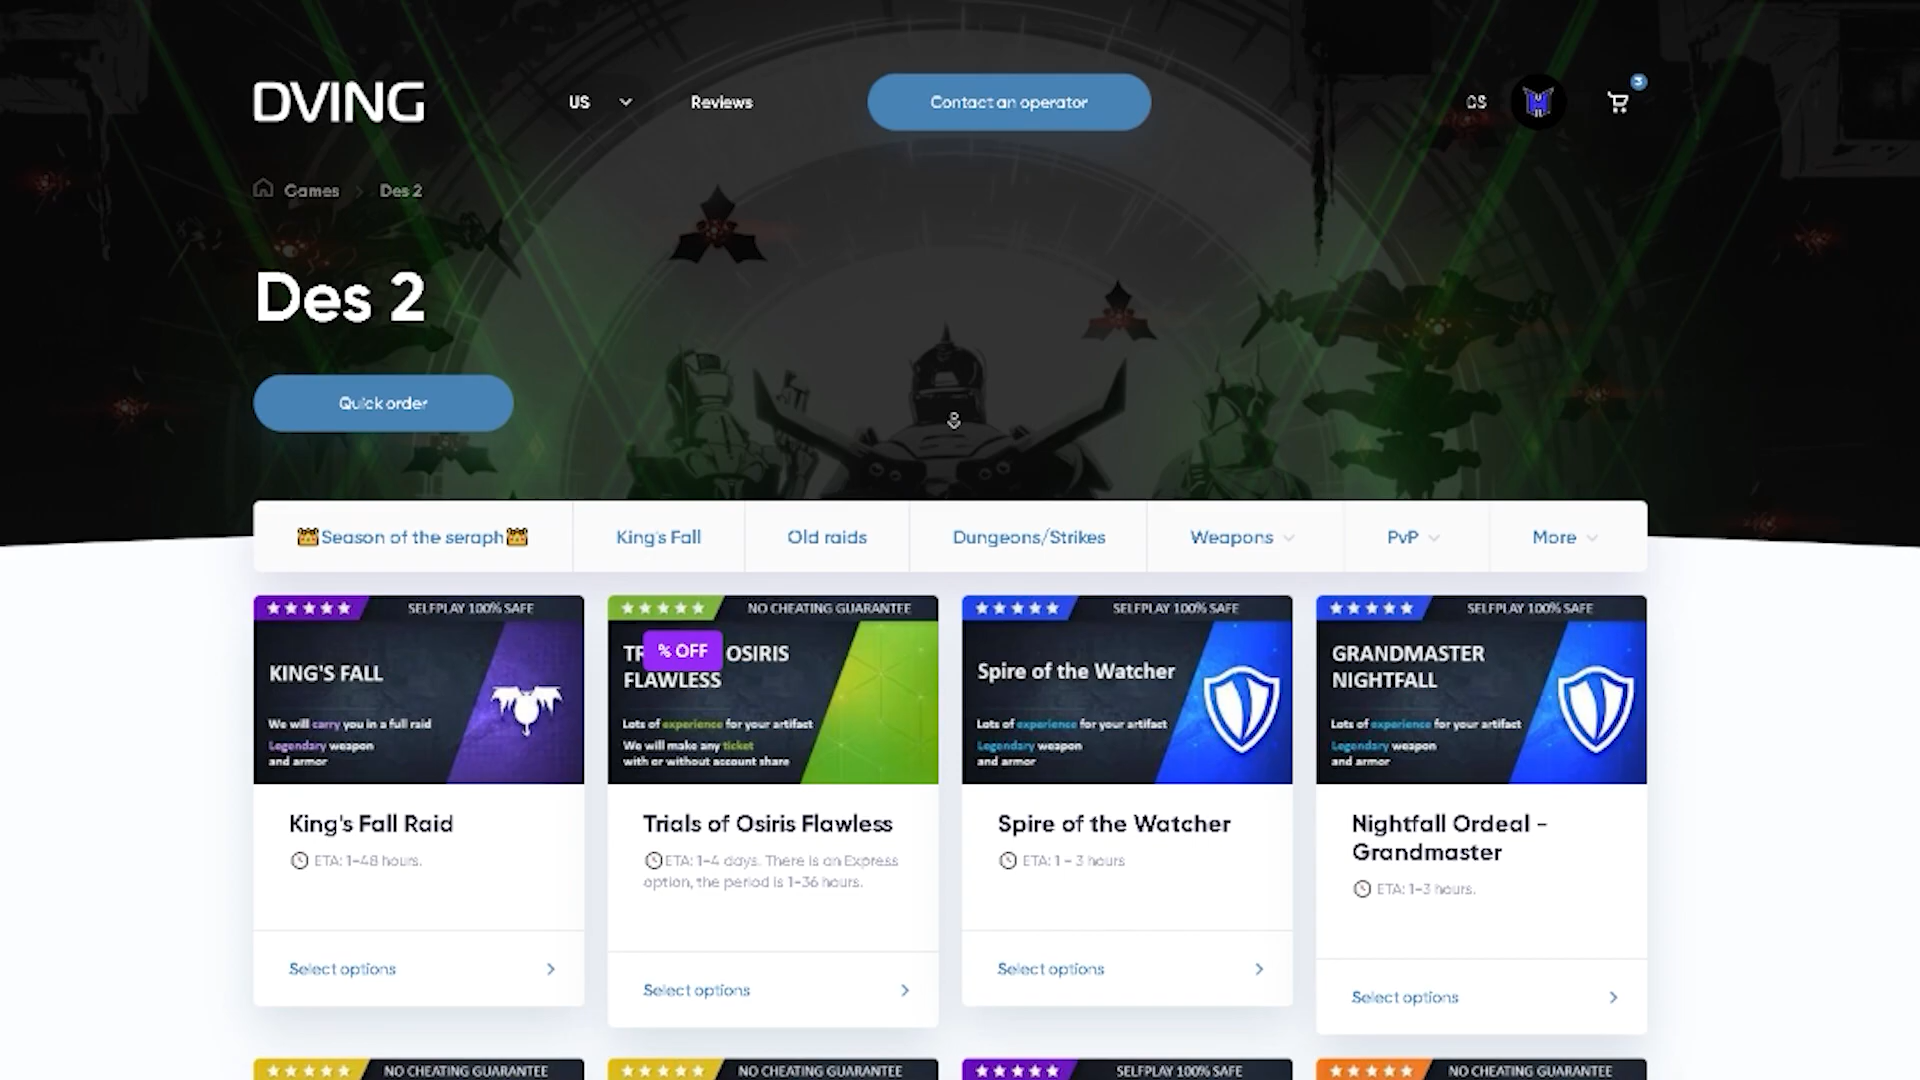 DVING
US
Reviews
Contact an operator
GS
3
Games
Des 2
Des 2
Quick order
Season of the seraph
King's Fall
Old raids
Dungeons/Strikes
Weapons
PvP
More
SELFPLAY 100% SAFE
KING'S FALL
We will carry you in a full raid
Legendary weapon
and armor
King's Fall Raid
ETA: 1-48 hours.
Select options
NO CHEATING GUARANTEE
% OFF
OSIRIS
FLAWLESS
Lots of experience for your artifact
We will make any ticket
with or without account share
Trials of Osiris Flawless
ETA: 1-4 days. There is an Express
option, the period is 1-36 hours.
Select options
SELFPLAY 100% SAFE
Spire of the Watcher
Lots of experience for your artifact
Legendary weapon
and armor
Spire of the Watcher
ETA: 1 - 3 hours
Select options
SELFPLAY 100% SAFE
GRANDMASTER
NIGHTFALL
Lots of experience for your artifact
Legendary weapon
and armor
Nightfall Ordeal -
Grandmaster
ETA: 1-3 hours.
Select options
NO CHEATING GUARANTEE
NO CHEATING GUARANTEE
SELFPLAY 100% SAFE
NO CHEATING GUARANTEE